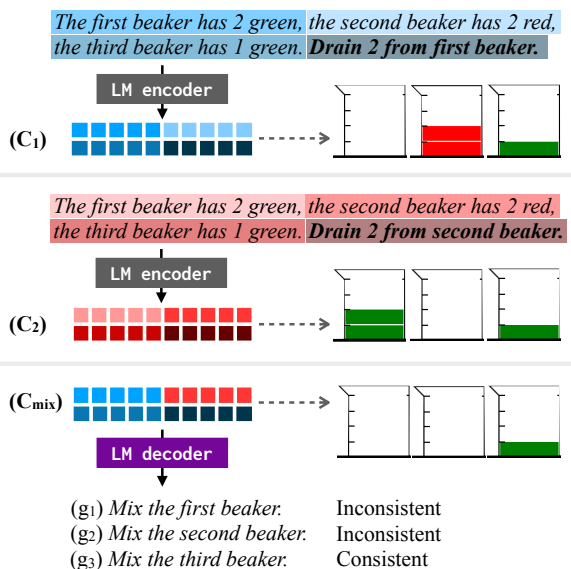 The first beaker has 2 green, the second beaker has 2 red,
the third beaker has 1 green. Drain 2 from first beaker.
LM encoder
(C1)
The first beaker has 2 green, the second beaker has 2 red,
the third beaker has 1 green. Drain 2 from second beaker.
LM encoder
(C2)
(Cmix)
LM decoder
(g1) Mix the first beaker. Inconsistent
(g2) Mix the second beaker. Inconsistent
(g3) Mix the third beaker. Consistent